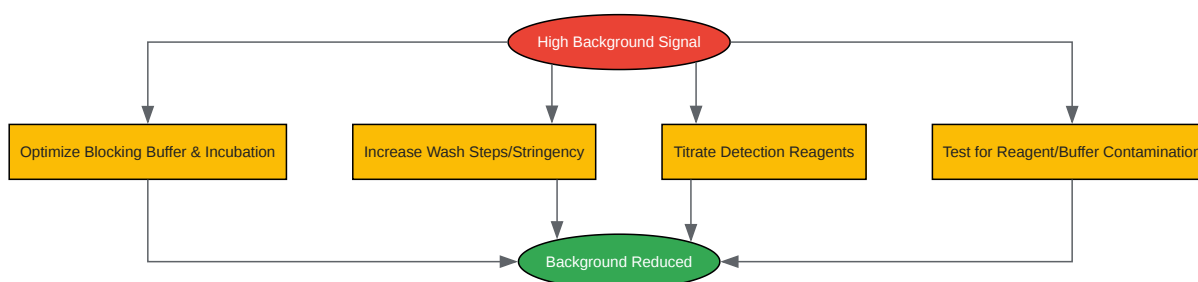 High Background Signal
Optimize Blocking Buffer & Incubation
Increase Wash Steps/Stringency
Titrate Detection Reagents
Test for Reagent/Buffer Contamination
Background Reduced